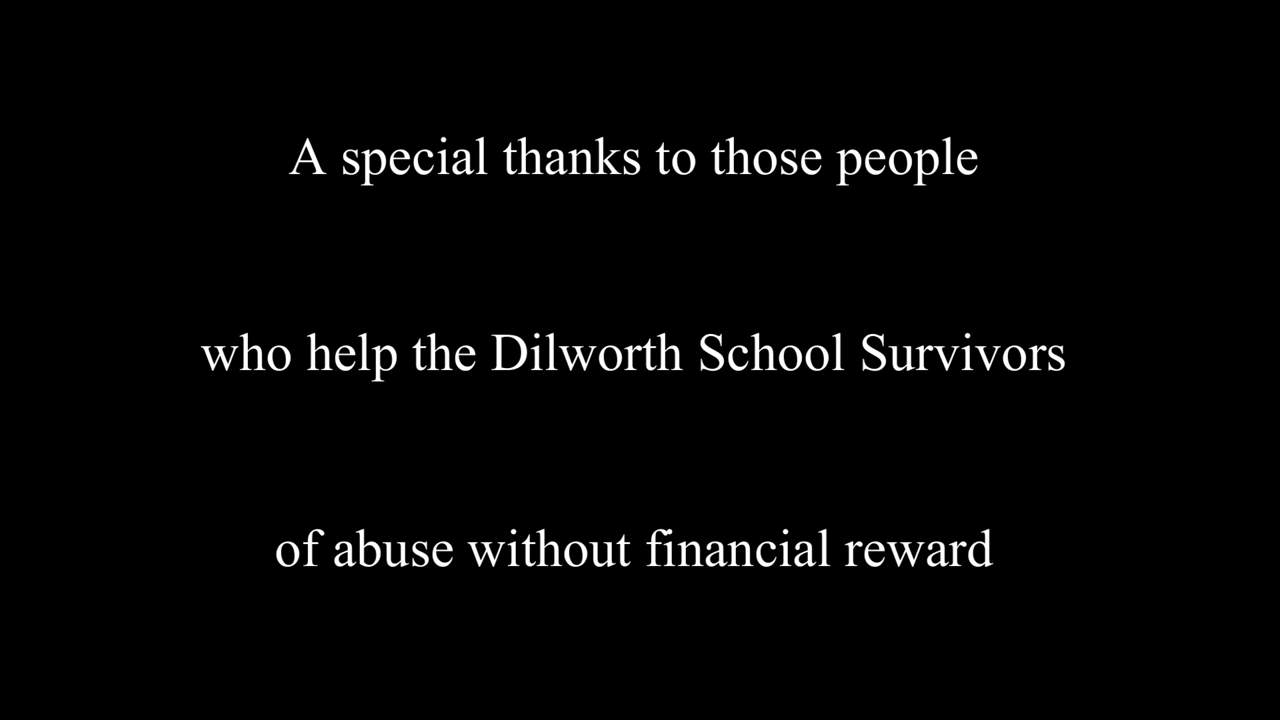 A special thanks to those people
who help the Dilworth School Survivors
of abuse without financial reward